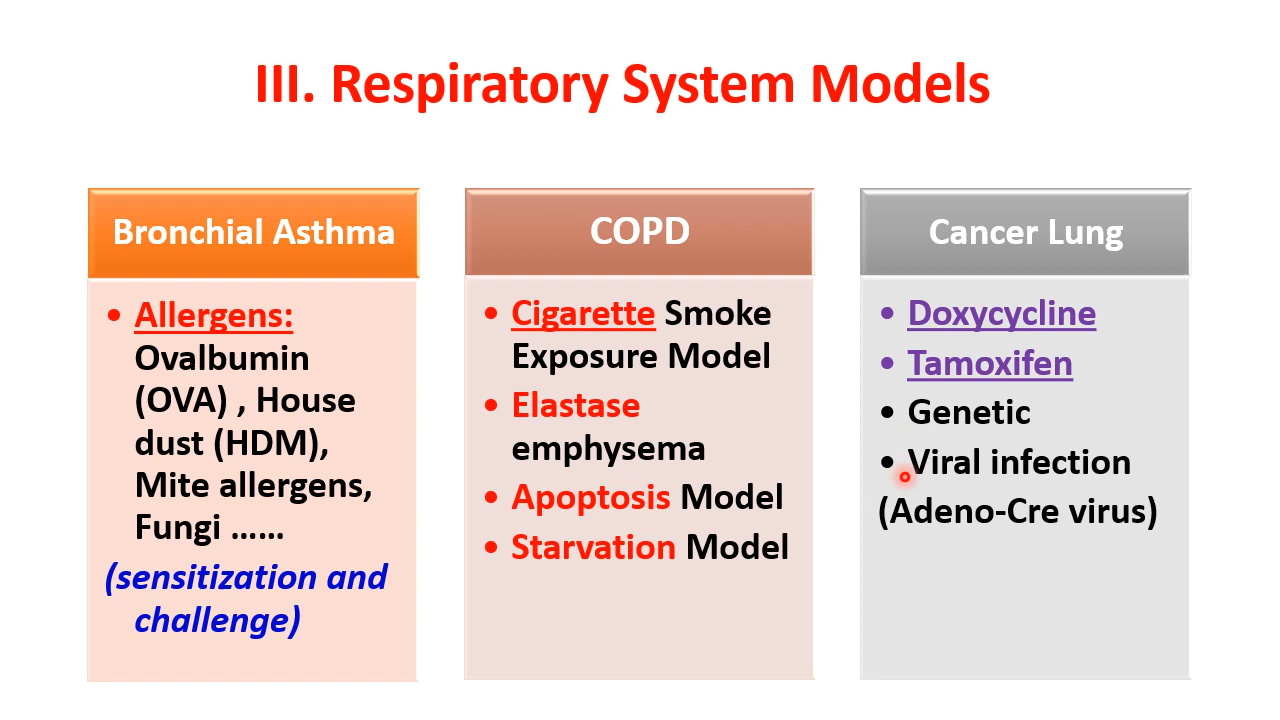 III. Respiratory System Models
Bronchial Asthma
• Allergens:
Ovalbumin
(OVA) , House
dust (HDM),
Mite allergens,
Fungi ......
(sensitization and
challenge)
COPD
• Cigarette Smoke
Exposure Model
• Elastase
emphysema
• Apoptosis Model
• Starvation Model
Cancer Lung
• Doxycycline
• Tamoxifen
• Genetic
• Viral infection
(Adeno-Cre virus)